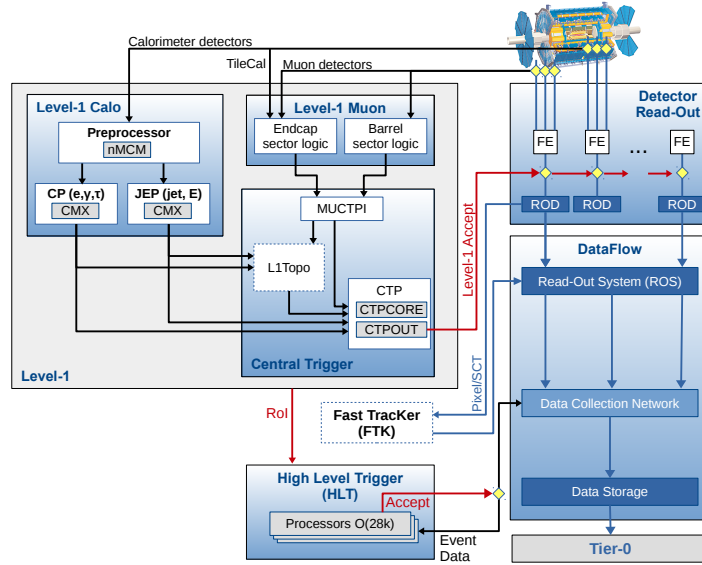 Calorimeter detectors
TileCal
Muon detectors
Level-1 Calo
Preprocessor
nMCM
CP (e,γ,τ)
CMX
JEP (jet, E)
CMX
Level-1 Muon
Endcap
sector logic
Barrel
sector logic
MUCTPI
L1Topo
CTP
CTPCORE
CTPOUT
Central Trigger
Level-1
Level-1 Accept
Detector
Read-Out
FE
FE
...
FE
ROD
ROD
ROD
DataFlow
Read-Out System (ROS)
Data Collection Network
Data Storage
Tier-0
Pixel/SCT
RoI
Fast TracKer
(FTK)
High Level Trigger
(HLT)
Accept
Processors O(28k)
Event
Data